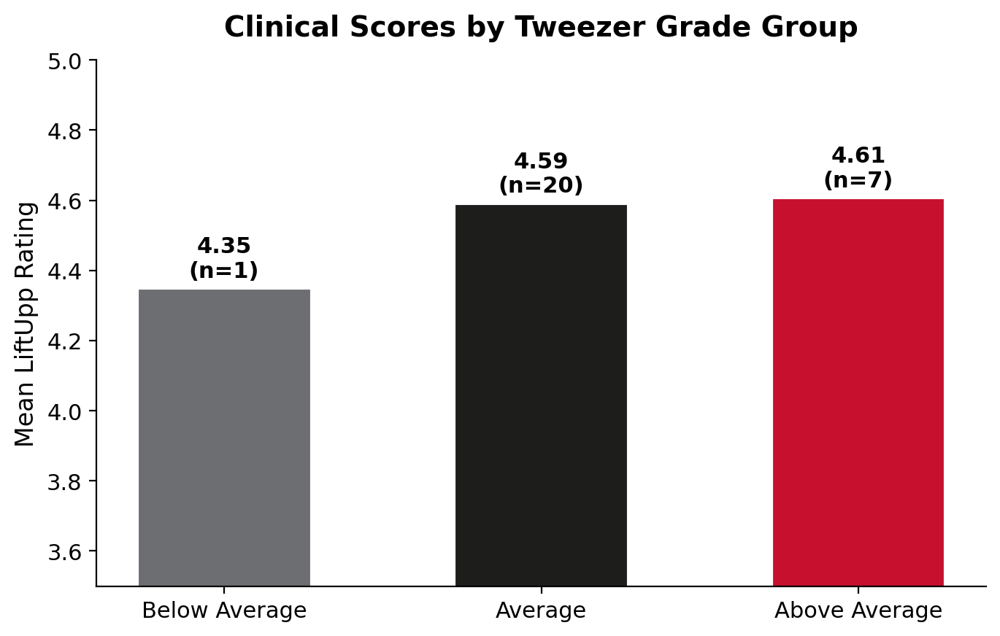 Clinical Scores by Tweezer Grade Group
Mean LiftUpp Rating
5.0
4.8
4.6
4.4
4.2
4.0
3.8
3.6
4.35
(n=1)
4.59
(n=20)
4.61
(n=7)
Below Average
Average
Above Average